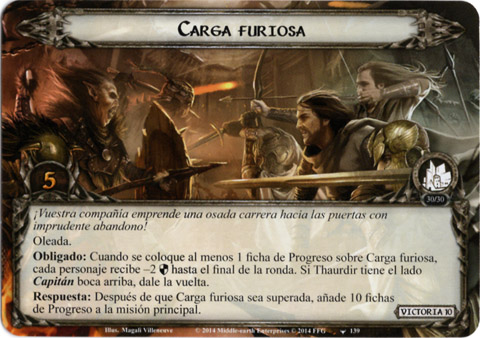 CARGA FURIOSA
5
30/30
¡Vuestra compañía emprende una osada carrera hacia las puertas con
imprudente abandono!
Oleada.
Obligado: Cuando se coloque al menos 1 ficha de Progreso sobre Carga furiosa,
cada personaje recibe –2 hasta el final de la ronda. Si Thaurdir tiene el lado
Capitán boca arriba, dale la vuelta.
Respuesta: Después de que Carga furiosa sea superada, añade 10 fichas
de Progreso a la misión principal.
VICTORIA 10
Illus. Magali Villeneuve
© 2014 Middle-earth Enterprises © 2014 FFG
139